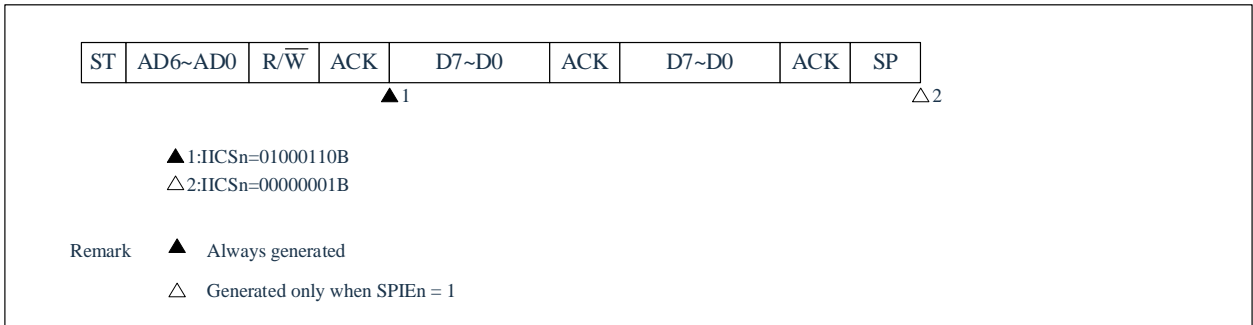 ST AD6~AD0 R/W̅ ACK D7~D0 ACK D7~D0 ACK SP
▲1 △2
▲1:IICSn=01000110B
△2:IICSn=00000001B
Remark ▲ Always generated
△ Generated only when SPIEn = 1